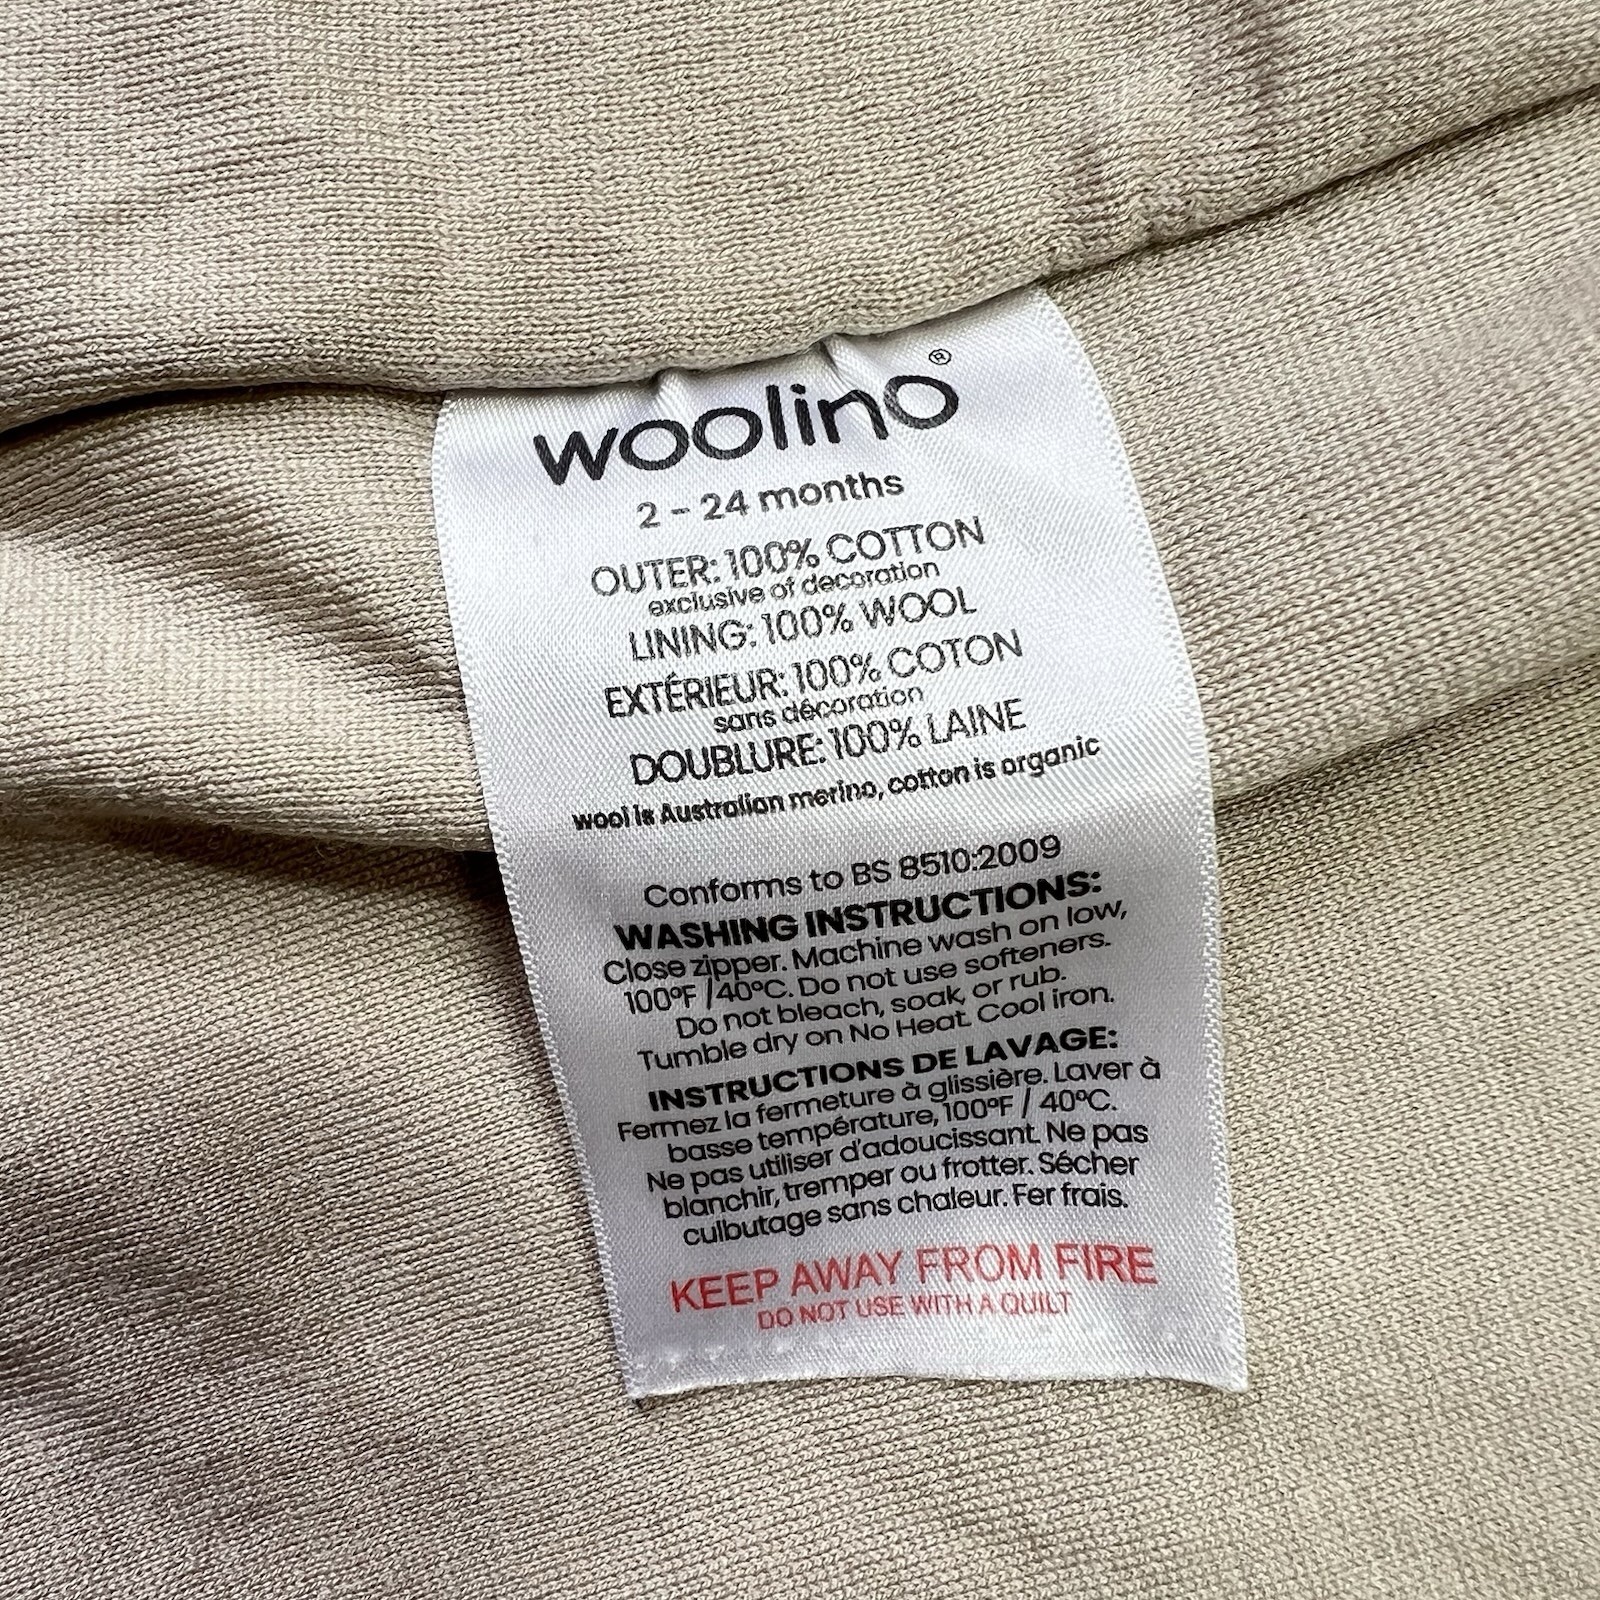 woolino®
2 - 24 months
OUTER: 100% COTTON
exclusive of decoration
LINING: 100% WOOL
EXTÉRIEUR: 100% COTON
sans décoration
DOUBLURE: 100% LAINE
wool is Australian merino, cotton is organic
Conforms to BS 8510:2009
WASHING INSTRUCTIONS:
Close zipper. Machine wash on low,
100°F /40°C. Do not use softeners.
Do not bleach, soak, or rub.
Tumble dry on No Heat. Cool iron.
INSTRUCTIONS DE LAVAGE:
Fermez la fermeture à glissière. Laver à
basse température, 100°F / 40°C.
Ne pas utiliser d'adoucissant. Ne pas
blanchir, tremper ou frotter. Sécher
culbutage sans chaleur. Fer frais.
KEEP AWAY FROM FIRE
DO NOT USE WITH A QUILT